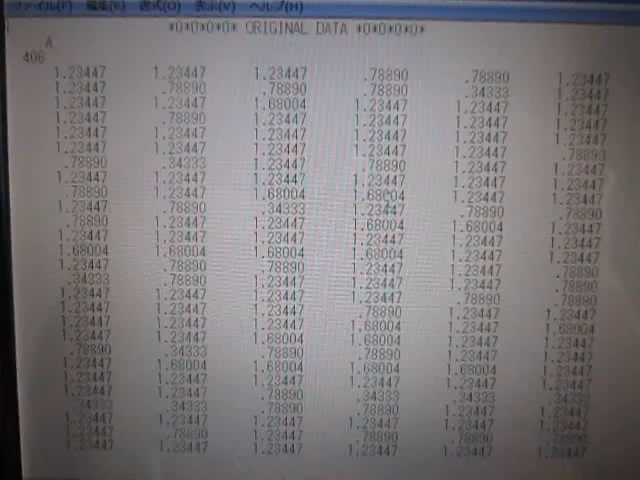 ファイル(F) 編集(E) 書式(O) 表示(V) ヘルプ(H)
*0*0*0*0* ORIGINAL DATA *0*0*0*0*
A
406
1.23447 1.23447 1.23447 .78890 .78890 1.23447
1.23447 .78890 .78890 .78890 .34333 1.23447
1.23447 1.23447 1.68004 1.23447 1.23447 1.23447
1.23447 .78890 1.23447 1.23447 1.23447 1.23447
1.23447 1.23447 1.23447 1.23447 1.23447 1.23447
1.23447 1.23447 1.23447 1.23447 1.23447 .78890
.78890 .34333 1.23447 .78890 1.23447 1.23447
1.23447 1.23447 1.23447 1.23447 1.23447 1.23447
.78890 1.23447 1.68004 1.68004 1.23447 1.23447
1.23447 .78890 .34333 1.23447 .78890 .78890
.78890 1.23447 1.23447 1.68004 1.68004 1.23447
1.23447 1.23447 1.23447 1.23447 1.23447 1.23447
1.68004 1.68004 1.68004 1.68004 1.23447 1.23447
1.23447 .78890 .78890 1.23447 1.23447 .78890
.34333 .78890 1.23447 1.23447 1.23447 .78890
1.23447 1.23447 1.23447 1.23447 .78890 .78890
1.23447 1.23447 1.23447 .78890 1.23447 1.23447
1.23447 1.23447 1.23447 1.68004 1.23447 1.68004
1.23447 1.23447 1.68004 1.68004 1.23447 1.23447
.78890 .34333 .78890 .78890 1.23447 1.23447
1.23447 1.68004 1.68004 1.68004 1.68004 1.23447
1.23447 1.23447 1.23447 1.23447 1.23447 1.23447
1.23447 1.23447 .78890 .78890 .34333 .34333
.34333 .34333 .78890 1.23447 1.23447 1.23447
1.23447 1.23447 1.23447 1.23447 1.23447 1.23447
1.23447 .78890 1.23447 .78890 .78890 .78890
1.23447 1.23447 1.23447 1.23447 1.23447 1.23447